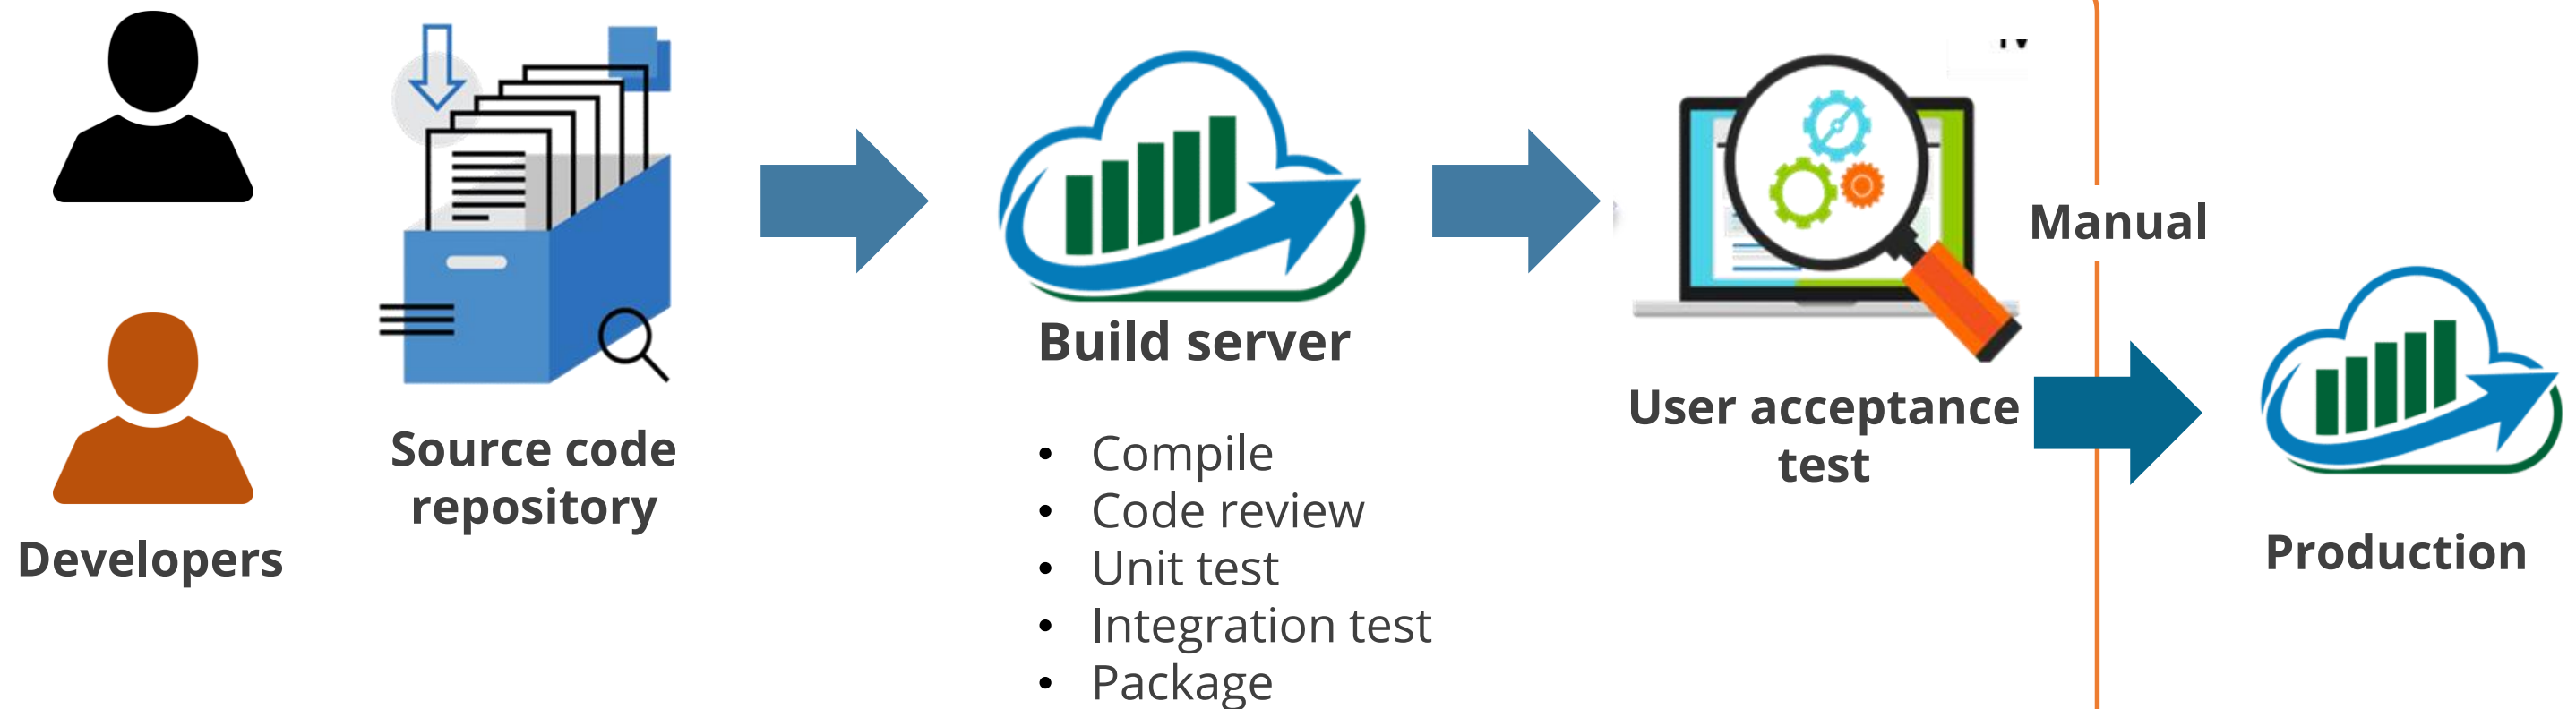 Developers
Source code
repository
Build server
• Compile
• Code review
• Unit test
• Integration test
• Package
User acceptance
test
Manual
Production